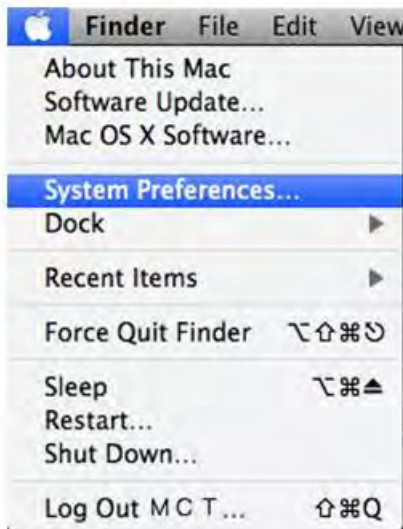 Finder File Edit View
About This Mac
Software Update...
Mac OS X Software...
System Preferences...
Dock
Recent Items
Force Quit Finder ⌥⇧⌘⎋
Sleep ⌥⌘⏏
Restart...
Shut Down...
Log Out M C T ... ⇧⌘Q